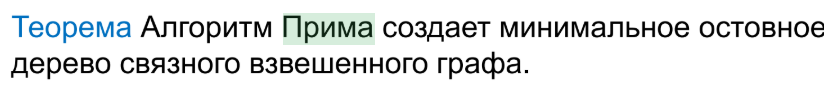 Теорема Алгоритм Прима создает минимальное остовное
дерево связного взвешенного графа.